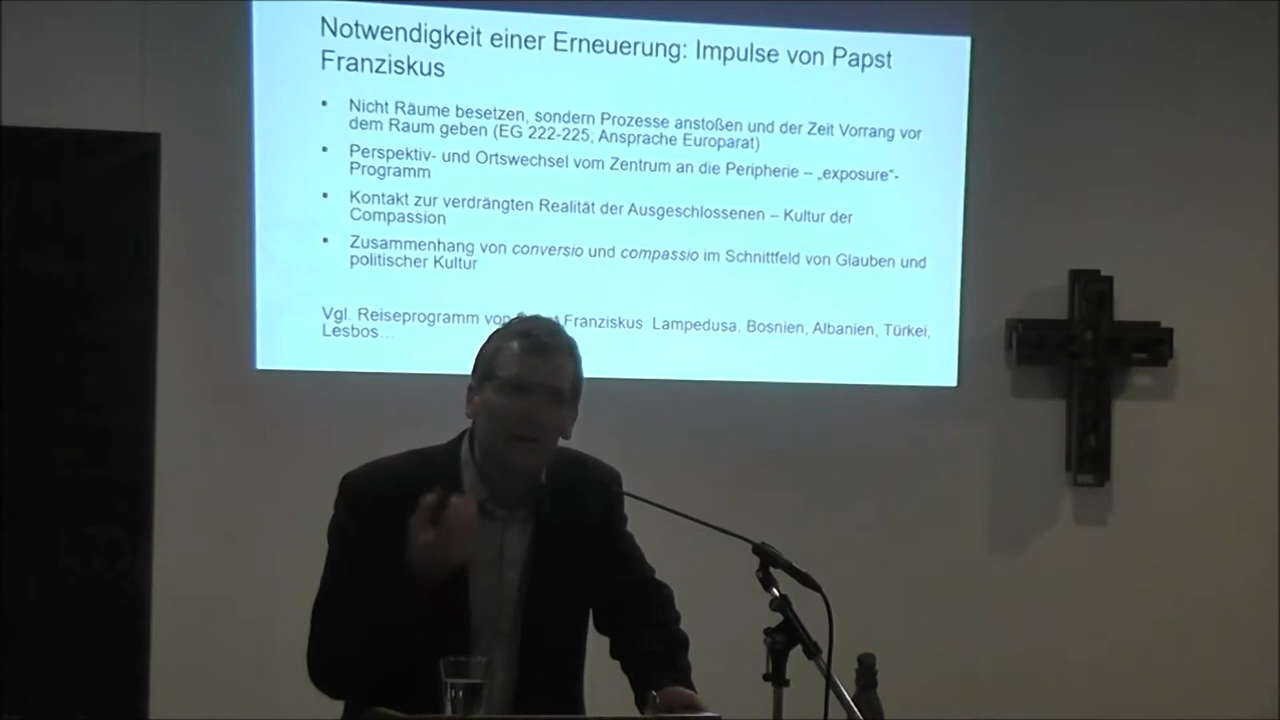 Notwendigkeit einer Erneuerung: Impulse von Papst
Franziskus
• Nicht Räume besetzen, sondern Prozesse anstoßen und der Zeit Vorrang vor
dem Raum geben (EG 222-225, Ansprache Europarat)
• Perspektiv- und Ortswechsel vom Zentrum an die Peripherie – „exposure“-
Programm
• Kontakt zur verdrängten Realität der Ausgeschlossenen – Kultur der
Compassion
• Zusammenhang von conversio und compassio im Schnittfeld von Glauben und
politischer Kultur
Vgl. Reiseprogramm von Franziskus Lampedusa, Bosnien, Albanien, Türkei,
Lesbos…